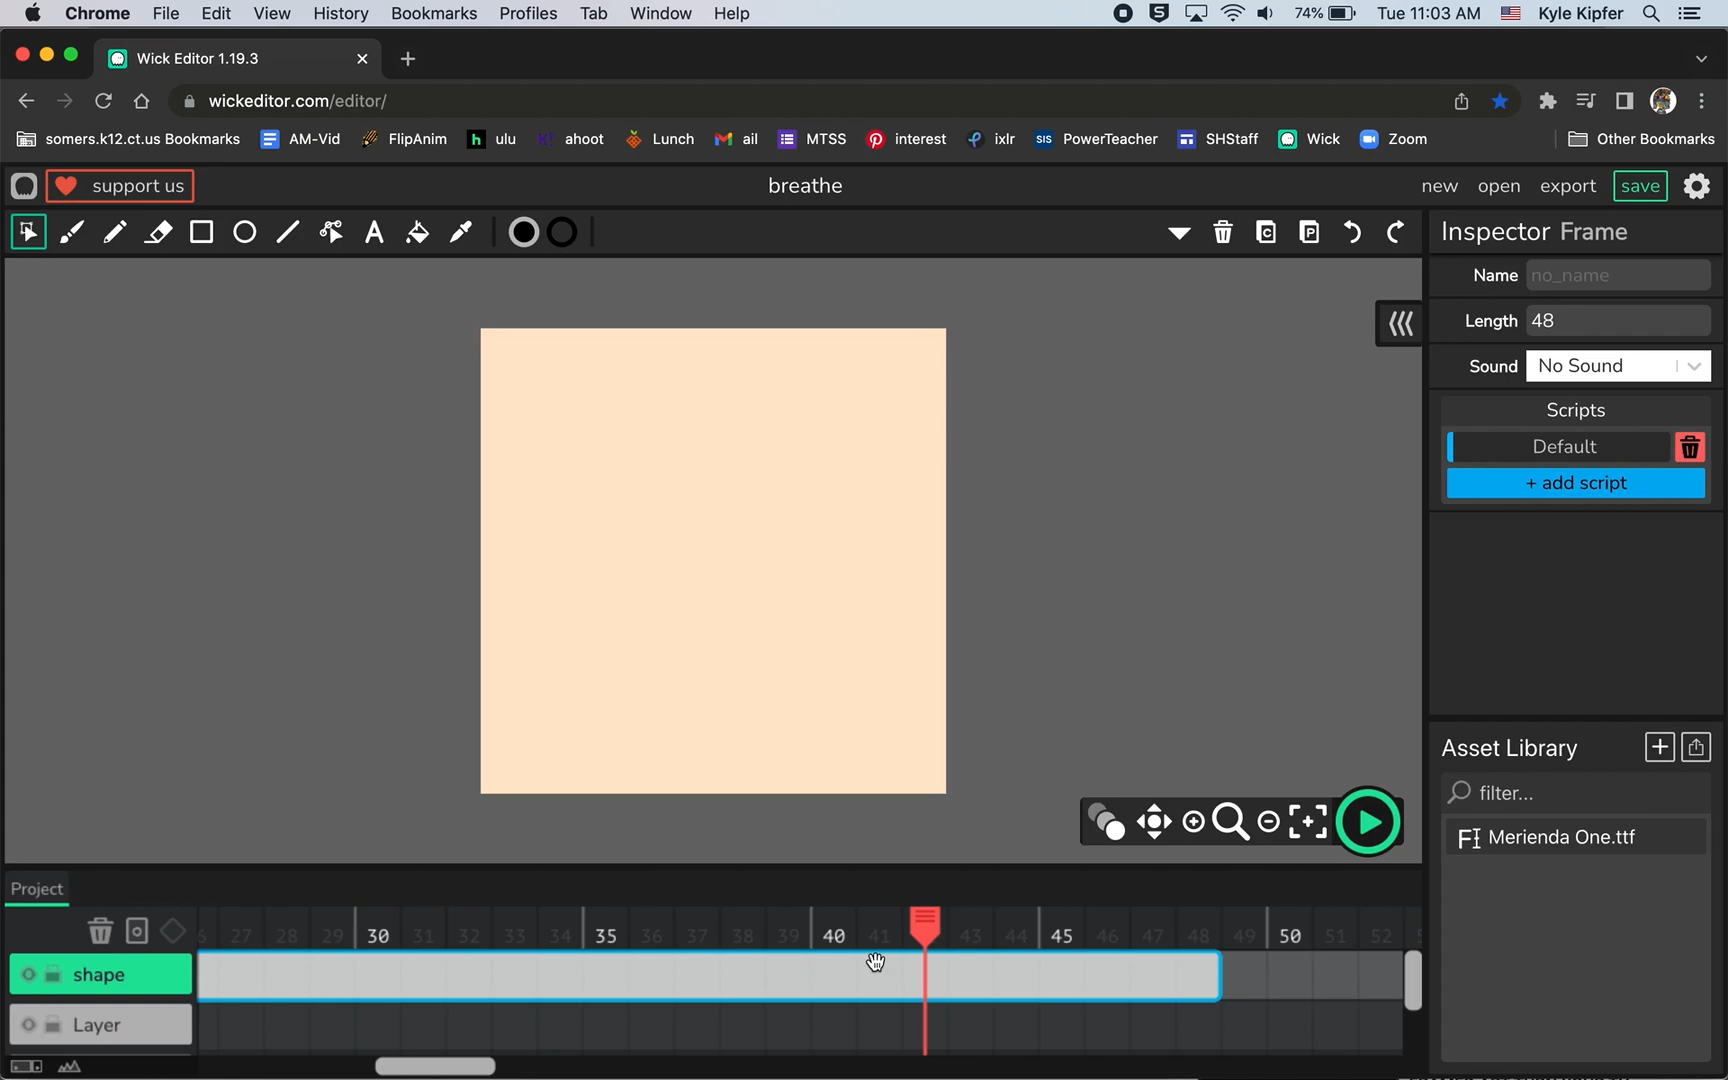 Chrome File Edit View History Bookmarks Profiles Tab Window Help 74% Tue 11:03 AM Kyle Kipfer
Wick Editor 1.19.3
wickeditor.com/editor/
somers.k12.ct.us Bookmarks AM-Vid FlipAnim ulu ahoot Lunch ail MTSS interest ixlr SIS PowerTeacher SHStaff Wick Zoom Other Bookmarks
support us breathe new open export save
Inspector Frame
Name no_name
Length 48
Sound No Sound
Scripts
Default
+ add script
Asset Library
filter...
Merienda One.ttf
Project
27 28 29 30 31 32 33 34 35 36 37 38 39 40 41 43 44 45 46 47 48 49 50 51 52
shape
Layer